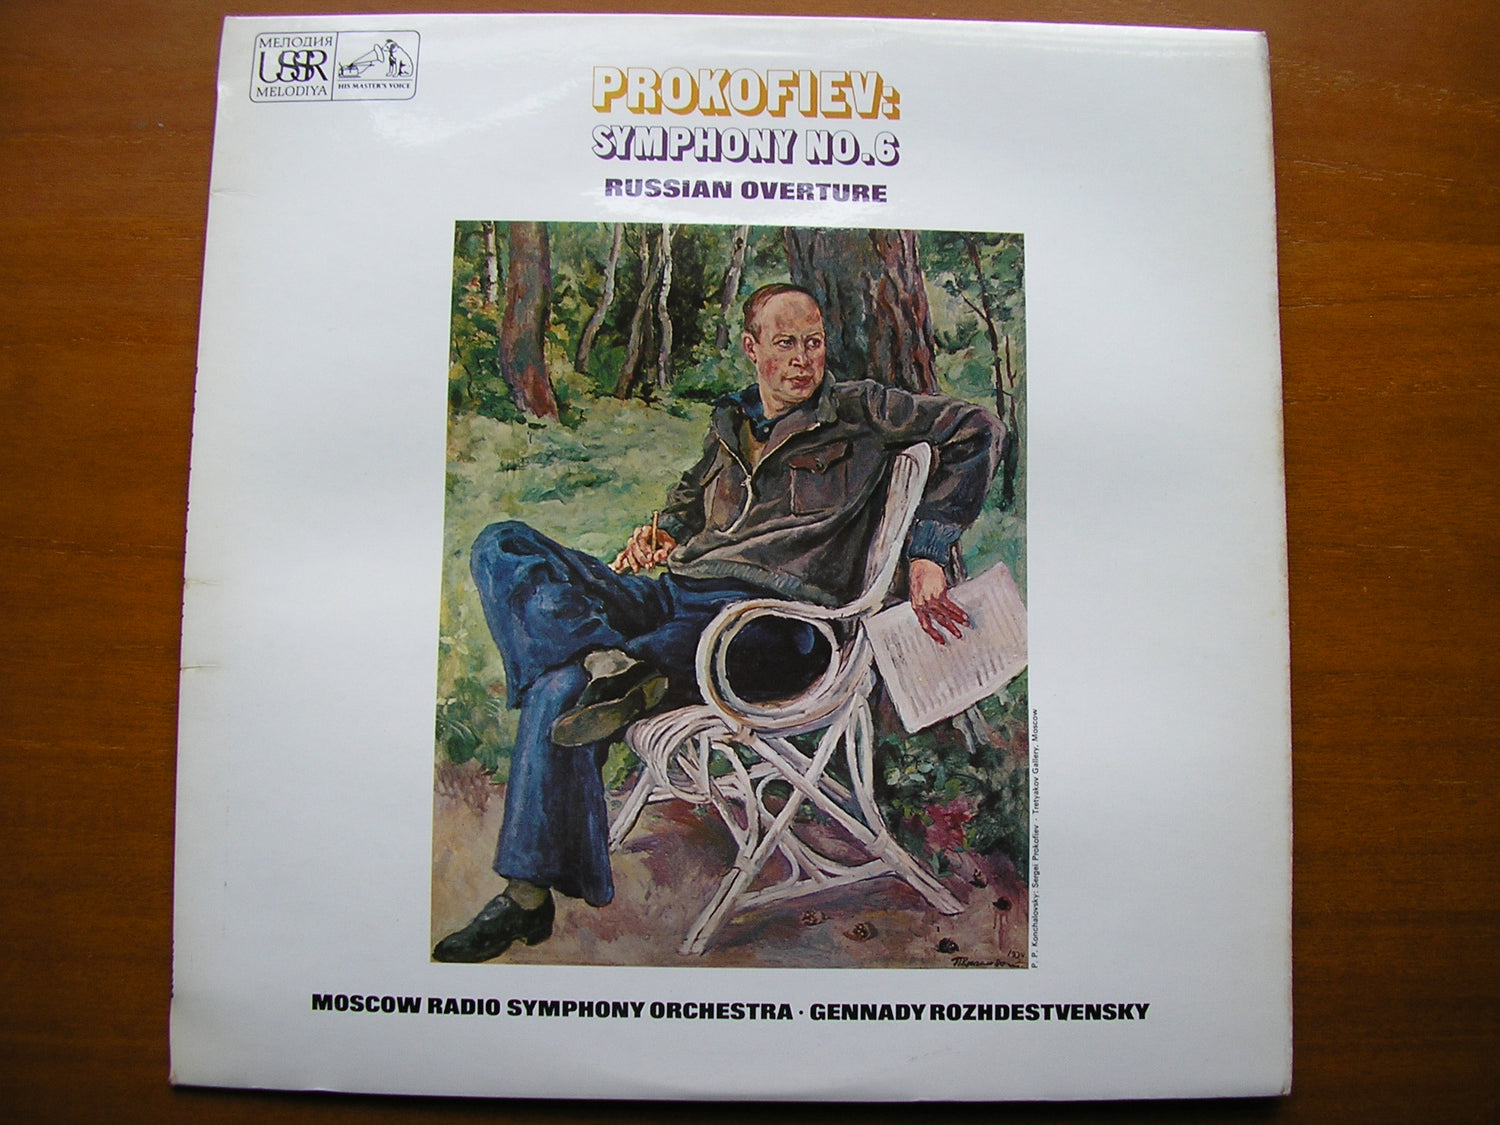 МЕЛОДИЯ
USSR
MELODIYA
HIS MASTER'S VOICE
PROKOFIEV:
SYMPHONY NO.6
RUSSIAN OVERTURE
P. P. Konchalovsky: Sergei Prokofiev · Tretyakov Gallery, Moscow
MOSCOW RADIO SYMPHONY ORCHESTRA · GENNADY ROZHDESTVENSKY